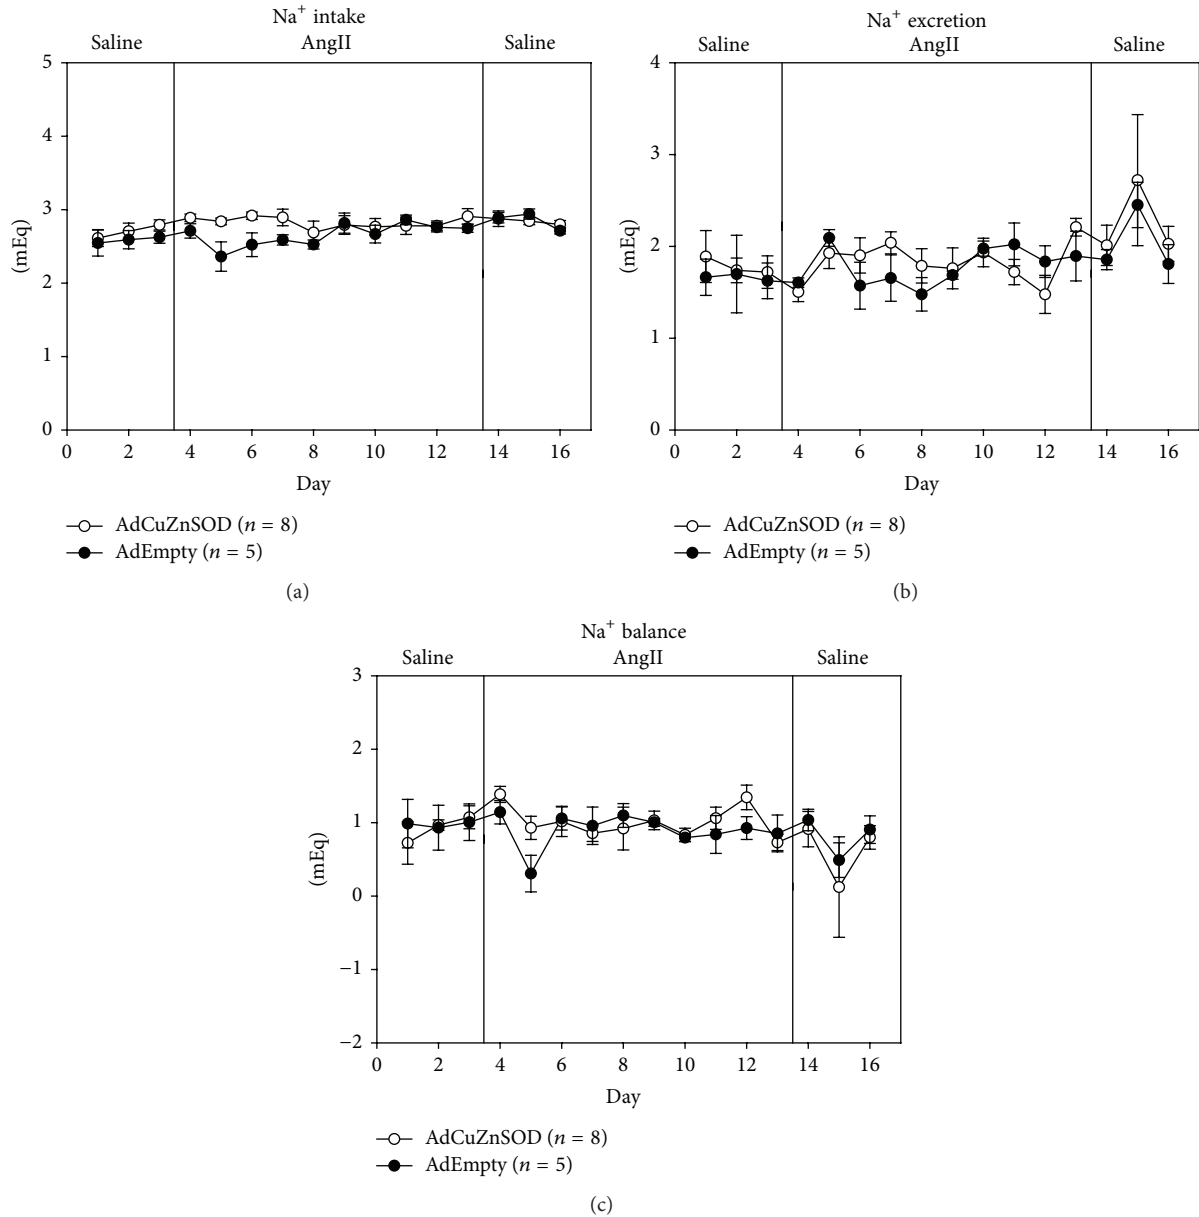 Na⁺ intake
Saline AngII Saline
5
4
3
2
1
0
(mEq)
0 2 4 6 8 10 12 14 16
Day
AdCuZnSOD (n = 8)
AdEmpty (n = 5)
(a)
Na⁺ excretion
Saline AngII Saline
4
3
2
1
0
(mEq)
0 2 4 6 8 10 12 14 16
Day
AdCuZnSOD (n = 8)
AdEmpty (n = 5)
(b)
Na⁺ balance
Saline AngII Saline
3
2
1
0
−1
−2
(mEq)
0 2 4 6 8 10 12 14 16
Day
AdCuZnSOD (n = 8)
AdEmpty (n = 5)
(c)